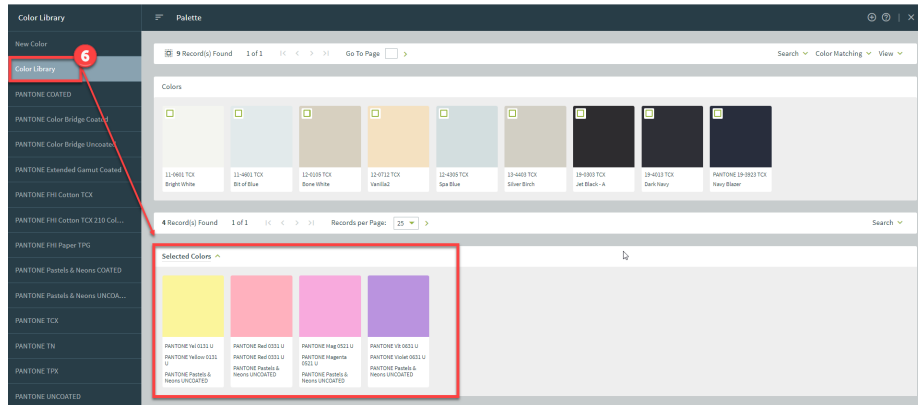 Color Library
Palette
New Color
6
Color Library
PANTONE COATED
PANTONE Color Bridge Coated
PANTONE Color Bridge Uncoated
PANTONE Extended Gamut Coated
PANTONE FHI Cotton TCX
PANTONE FHI Cotton TCX 210 Col...
PANTONE FHI Paper TPG
PANTONE Pastels & Neons COATED
PANTONE Pastels & Neons UNCOA...
PANTONE TCX
PANTONE TN
PANTONE TPX
PANTONE UNCOATED
9 Record(s) Found 1 of 1 Go To Page Search Color Matching View
Colors
11-0601 TCX
Bright White
11-4601 TCX
Bit of Blue
12-0105 TCX
Bone White
12-0712 TCX
Vanilla2
12-4305 TCX
Spa Blue
13-4403 TCX
Silver Birch
19-0303 TCX
Jet Black - A
19-4013 TCX
Dark Navy
PANTONE 19-3923 TCX
Navy Blazer
4 Record(s) Found 1 of 1 Records per Page: 25 Search
Selected Colors
PANTONE Yel 0131 U
PANTONE Yellow 0131
U
PANTONE Pastels &
Neons UNCOATED
PANTONE Red 0331 U
PANTONE Red 0331 U
PANTONE Pastels &
Neons UNCOATED
PANTONE Mag 0521 U
PANTONE Magenta
0521 U
PANTONE Pastels &
Neons UNCOATED
PANTONE Vlt 0631 U
PANTONE Violet 0631 U
PANTONE Pastels &
Neons UNCOATED